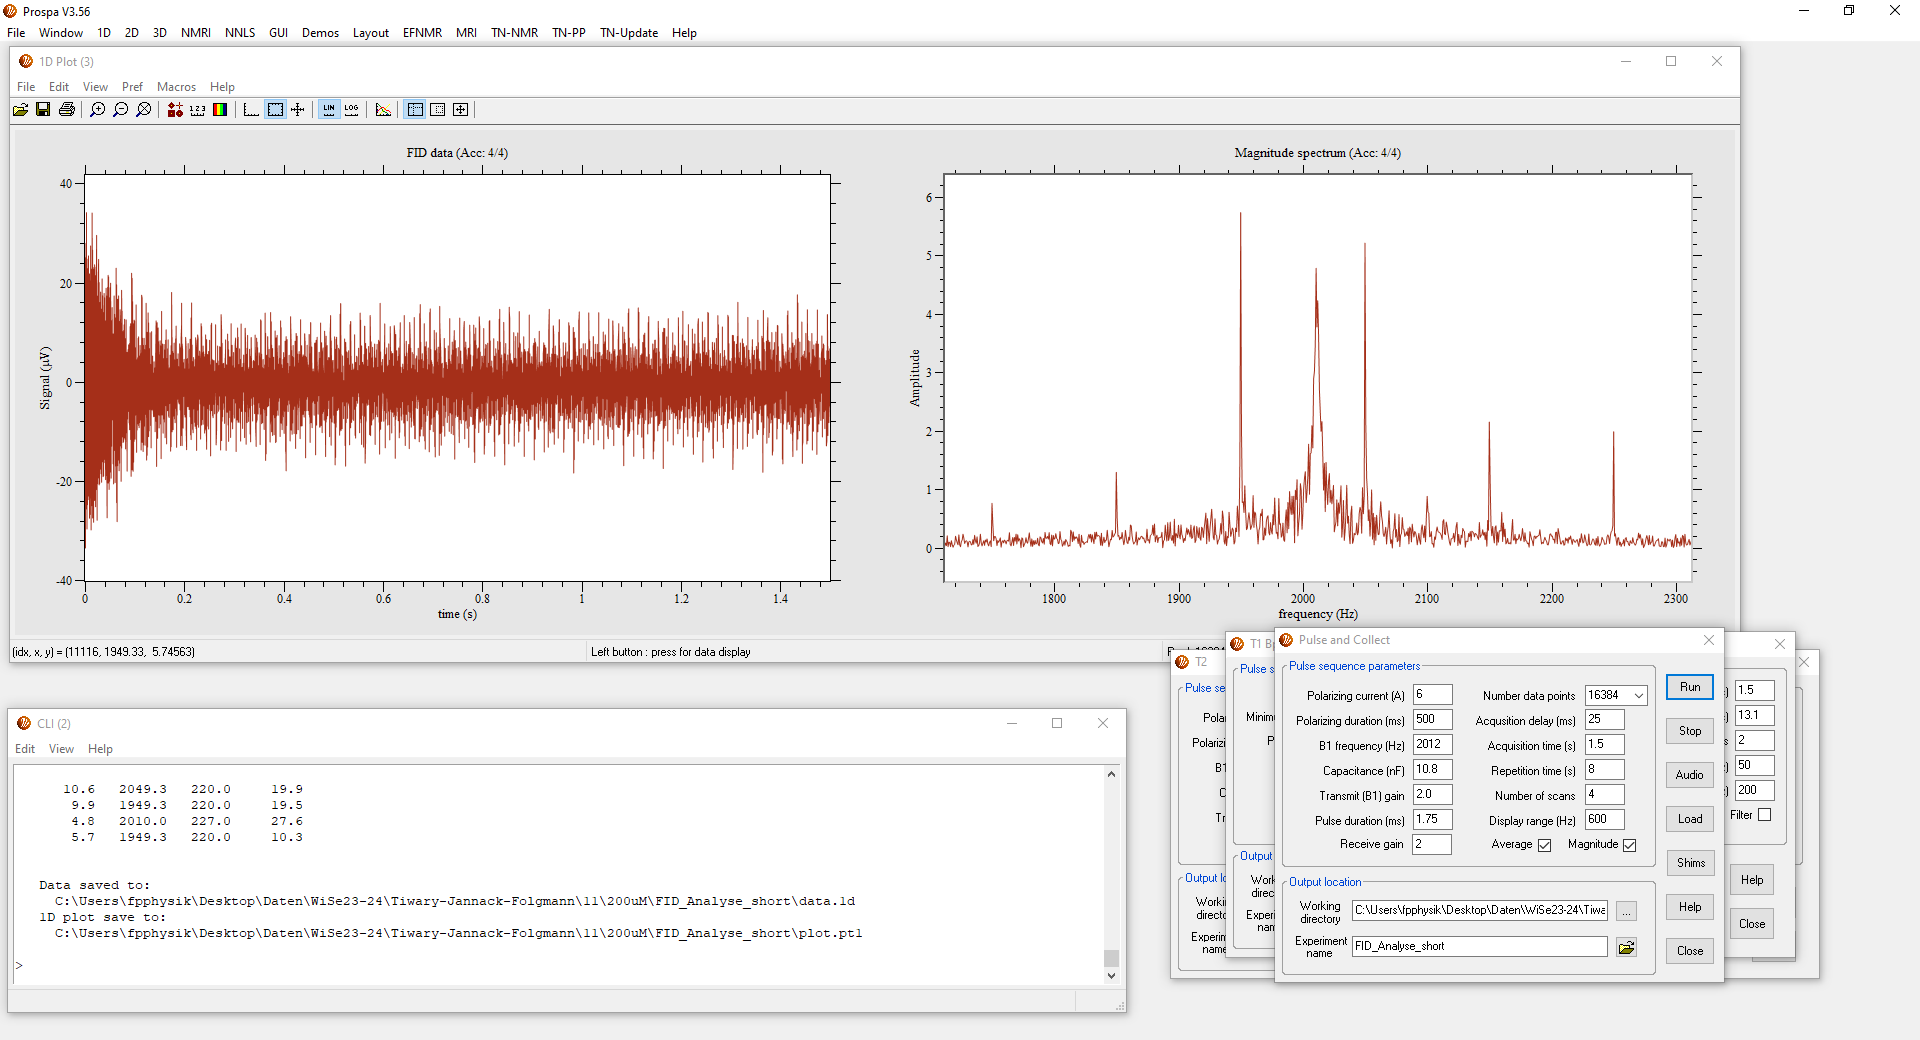 Prospa V3.56
File Window 1D 2D 3D NMRI NNLS GUI Demos Layout EFNMR MRI TN-NMR TN-PP TN-Update Help
1D Plot (3)
File Edit View Pref Macros Help
1 2 3
LIN LOG
FID data (Acc: 4/4)
40
20
0
-20
-40
Signal (µV)
0 0.2 0.4 0.6 0.8 1 1.2 1.4
time (s)
Magnitude spectrum (Acc: 4/4)
6
5
4
3
2
1
0
Amplitude
1800 1900 2000 2100 2200 2300
frequency (Hz)
(idx, x, y) = (11116, 1949.33, 5.74563)
Left button : press for data display
CLI (2)
Edit View Help
10.6 2049.3 220.0 19.9
9.9 1949.3 220.0 19.5
4.8 2010.0 227.0 27.6
5.7 1949.3 220.0 10.3
Data saved to:
C:\Users\fpphysik\Desktop\Daten\WiSe23-24\Tiwary-Jannack-Folgmann\11\200uM\FID_Analyse_short\data.1d
1D plot save to:
C:\Users\fpphysik\Desktop\Daten\WiSe23-24\Tiwary-Jannack-Folgmann\11\200uM\FID_Analyse_short\plot.pt1
>
T2
Pulse se
Output lo
T1 B
Pulse s
Output
Pulse and Collect
Pulse sequence parameters
Polarizing current (A) 6
Polarizing duration (ms) 500
B1 frequency (Hz) 2012
Capacitance (nF) 10.8
Transmit (B1) gain 2.0
Pulse duration (ms) 1.75
Receive gain 2
Number data points 16384
Acqusition delay (ms) 25
Acquisition time (s) 1.5
Repetition time (s) 8
Number of scans 4
Display range (Hz) 600
Average Magnitude
Run
Stop
Audio
Load
Shims
Help
Close
Output location
Working
directory
C:\Users\fpphysik\Desktop\Daten\WiSe23-24\Tiwa
...
Experiment
name
FID_Analyse_short
1.5
13.1
2
50
200
Filter
Help
Close